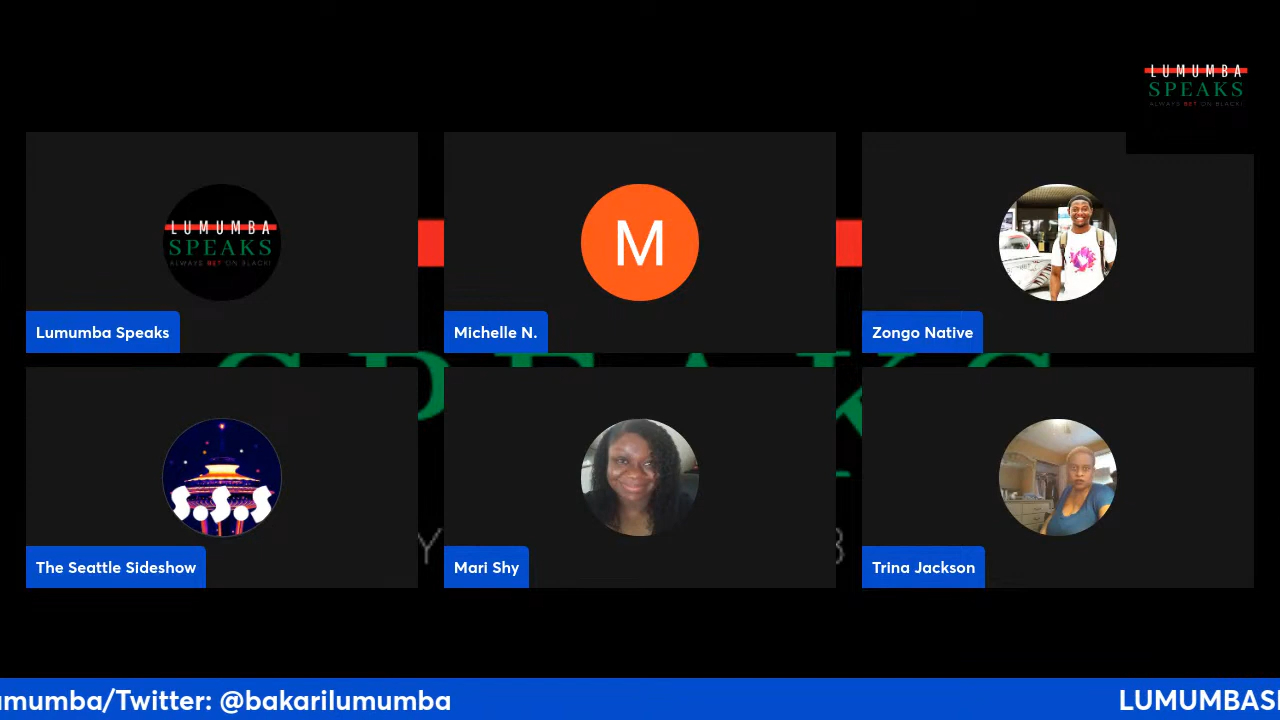 LUMUMBA
SPEAKS
ALWAYS BET ON BLACK!
LUMUMBA
SPEAKS
ALWAYS BET ON BLACK!
M
Lumumba Speaks
Michelle N.
Zongo Native
SPEAKS
S.S.S
The Seattle Sideshow
Mari Shy
Trina Jackson
umumba/Twitter: @bakarilumumba
LUMUMBAS